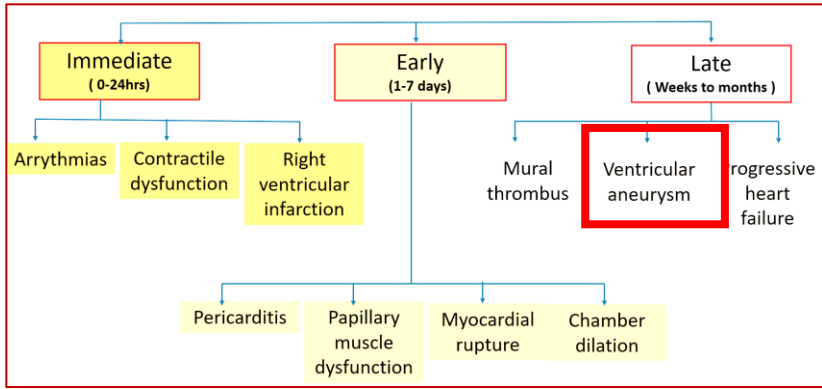 Immediate
( 0-24hrs)
Early
(1-7 days)
Late
( Weeks to months )
Arrythmias
Contractile
dysfunction
Right
ventricular
infarction
Mural
thrombus
Ventricular
aneurysm
Progressive
heart
failure
Pericarditis
Papillary
muscle
dysfunction
Myocardial
rupture
Chamber
dilation